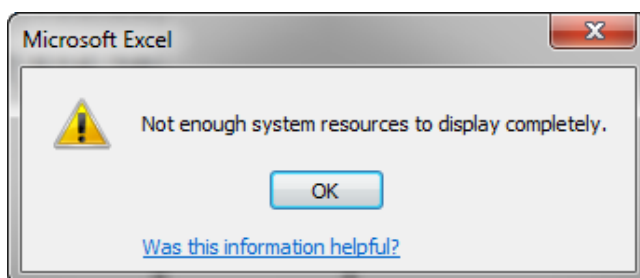 Microsoft Excel
Not enough system resources to display completely.
OK
Was this information helpful?